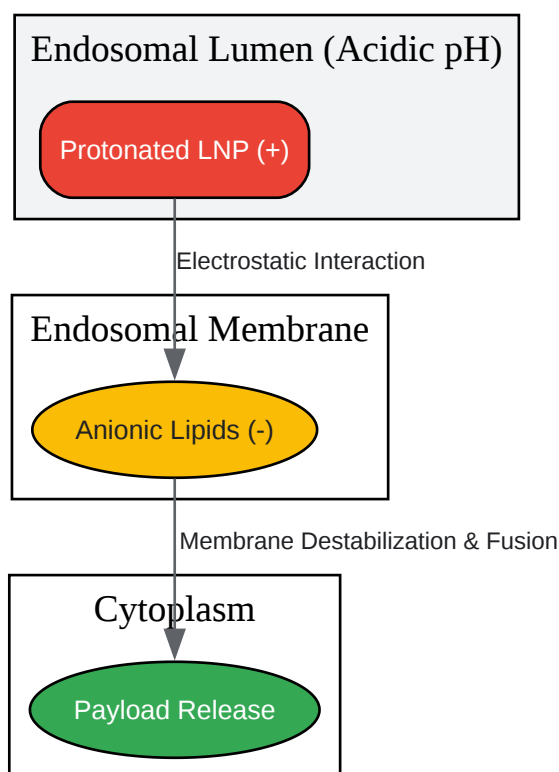 Endosomal Lumen (Acidic pH)
Protonated LNP (+)
Electrostatic Interaction
Endosomal Membrane
Anionic Lipids (-)
Membrane Destabilization & Fusion
Cytoplasm
Payload Release